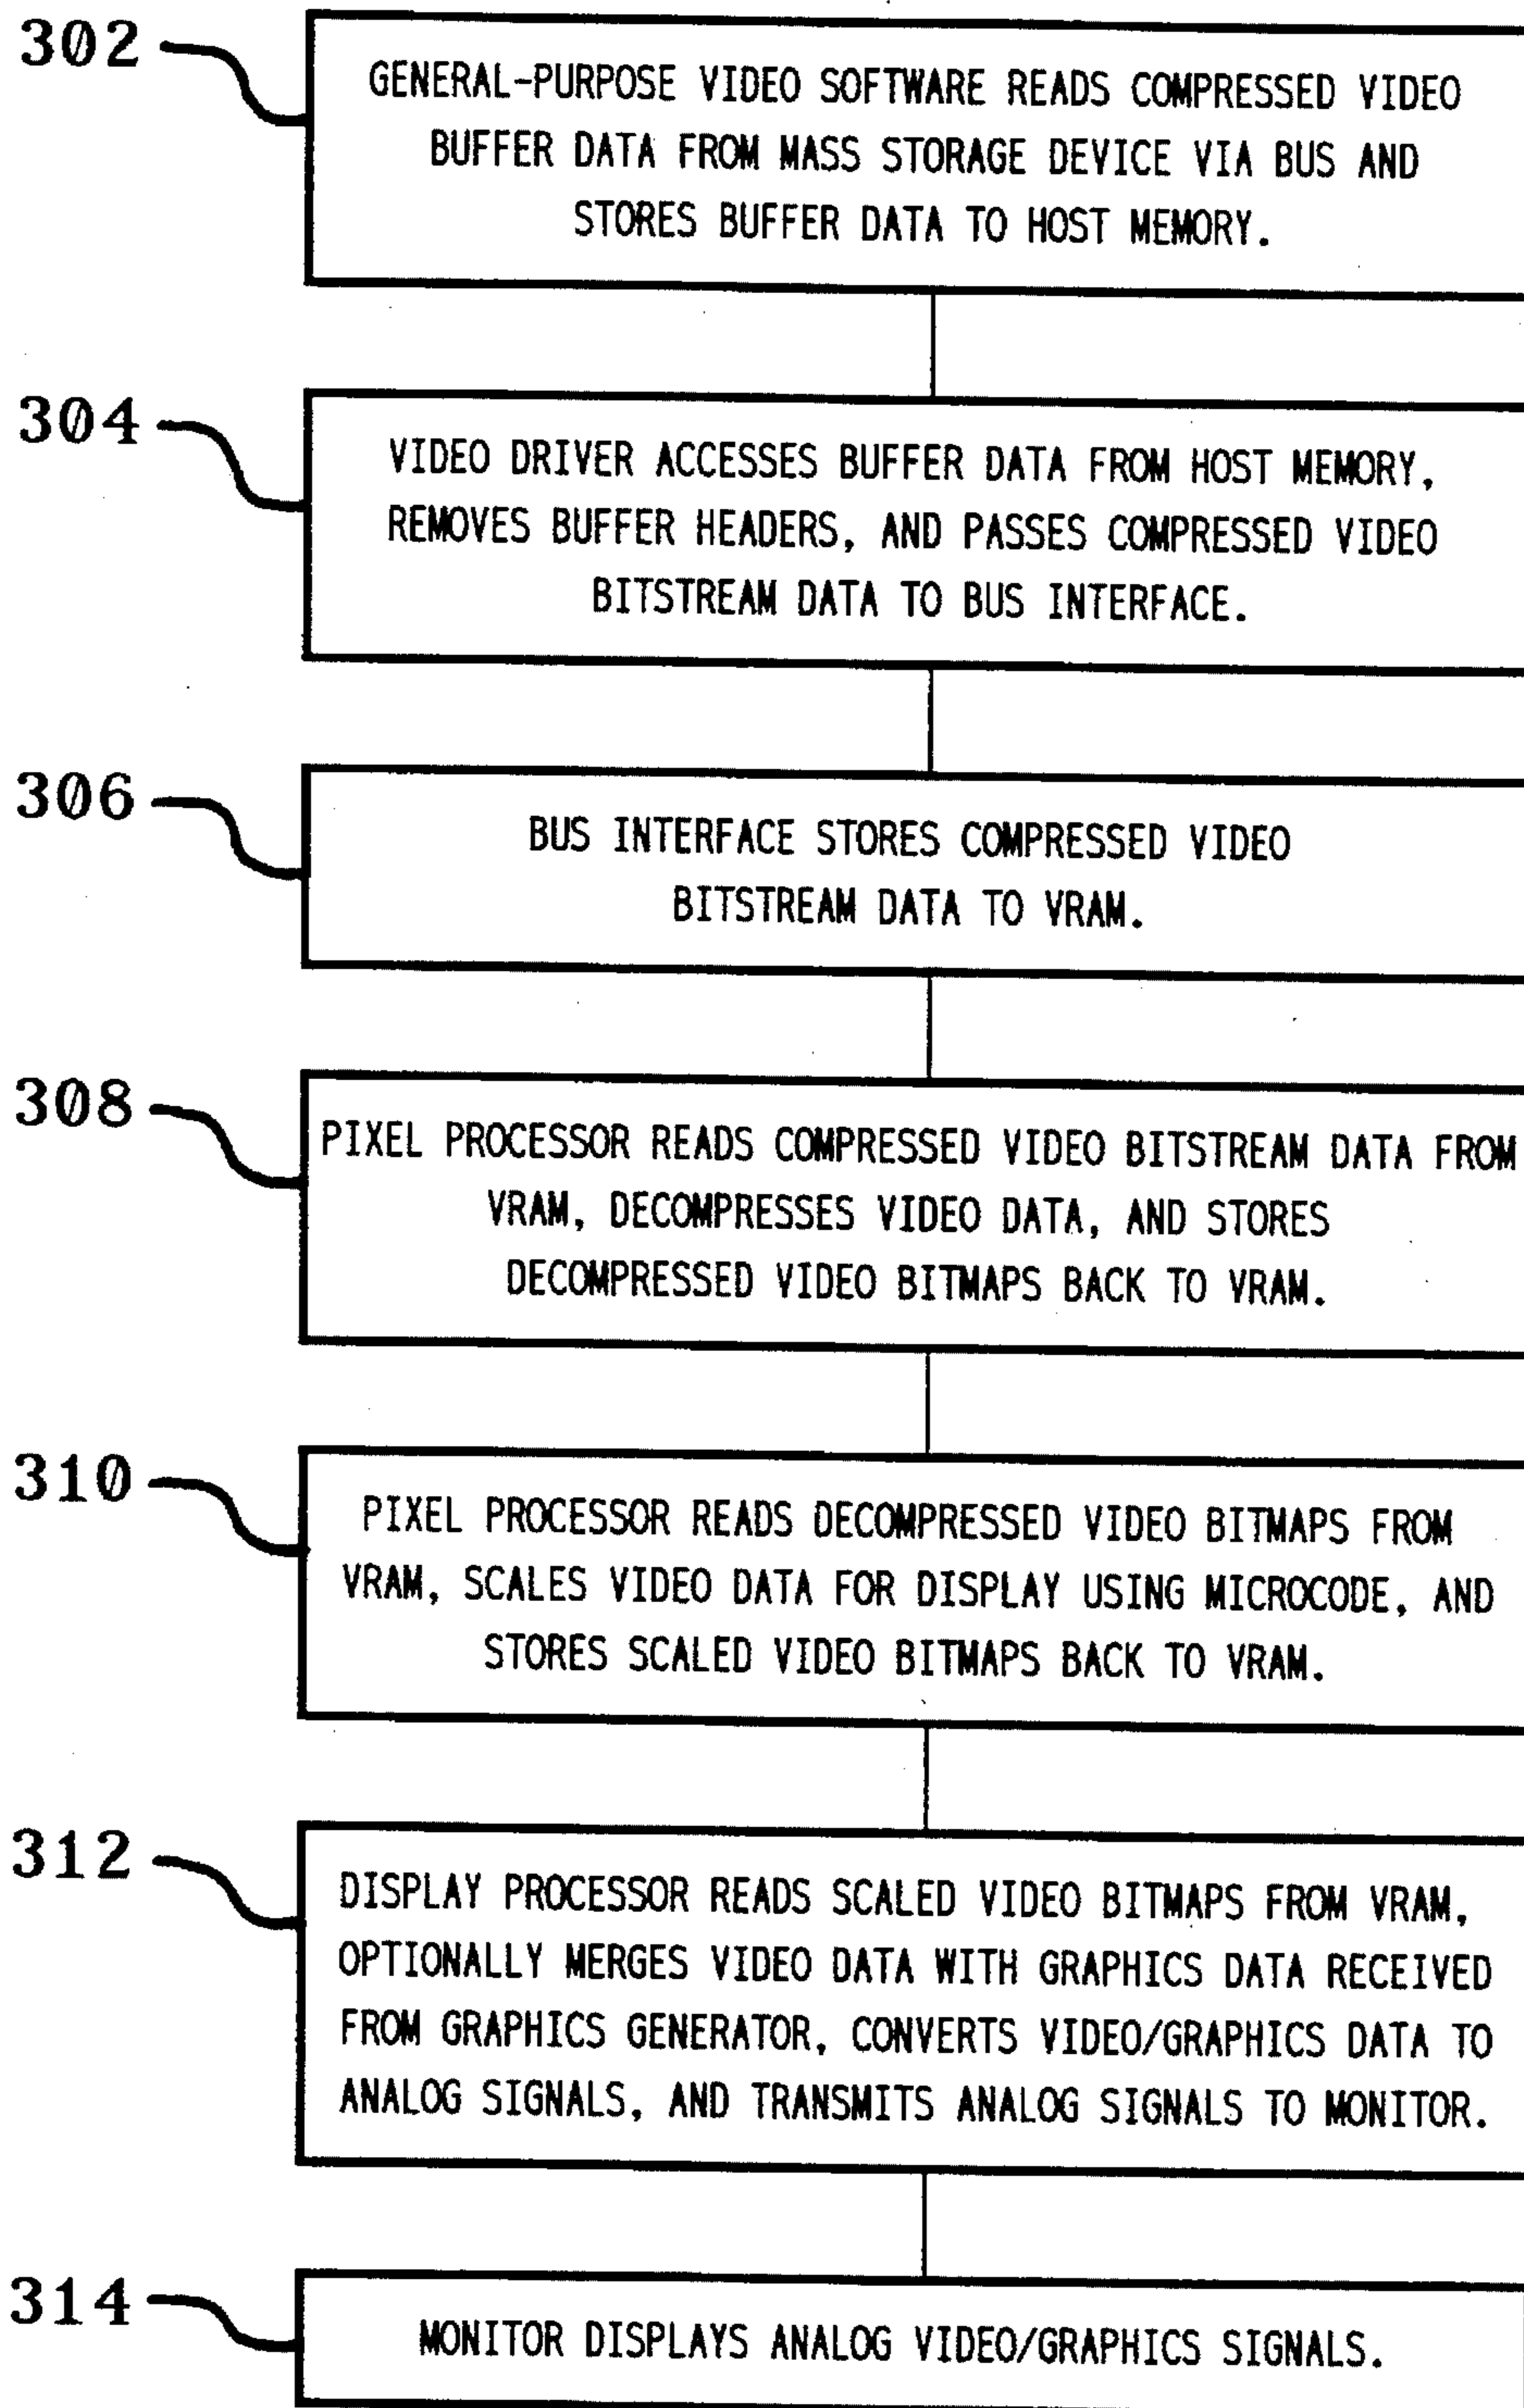 302
GENERAL-PURPOSE VIDEO SOFTWARE READS COMPRESSED VIDEO
BUFFER DATA FROM MASS STORAGE DEVICE VIA BUS AND
STORES BUFFER DATA TO HOST MEMORY.
304
VIDEO DRIVER ACCESSES BUFFER DATA FROM HOST MEMORY,
REMOVES BUFFER HEADERS, AND PASSES COMPRESSED VIDEO
BITSTREAM DATA TO BUS INTERFACE.
306
BUS INTERFACE STORES COMPRESSED VIDEO
BITSTREAM DATA TO VRAM.
308
PIXEL PROCESSOR READS COMPRESSED VIDEO BITSTREAM DATA FROM
VRAM, DECOMPRESSES VIDEO DATA, AND STORES
DECOMPRESSED VIDEO BITMAPS BACK TO VRAM.
310
PIXEL PROCESSOR READS DECOMPRESSED VIDEO BITMAPS FROM
VRAM, SCALES VIDEO DATA FOR DISPLAY USING MICROCODE, AND
STORES SCALED VIDEO BITMAPS BACK TO VRAM.
312
DISPLAY PROCESSOR READS SCALED VIDEO BITMAPS FROM VRAM,
OPTIONALLY MERGES VIDEO DATA WITH GRAPHICS DATA RECEIVED
FROM GRAPHICS GENERATOR, CONVERTS VIDEO/GRAPHICS DATA TO
ANALOG SIGNALS, AND TRANSMITS ANALOG SIGNALS TO MONITOR.
314
MONITOR DISPLAYS ANALOG VIDEO/GRAPHICS SIGNALS.